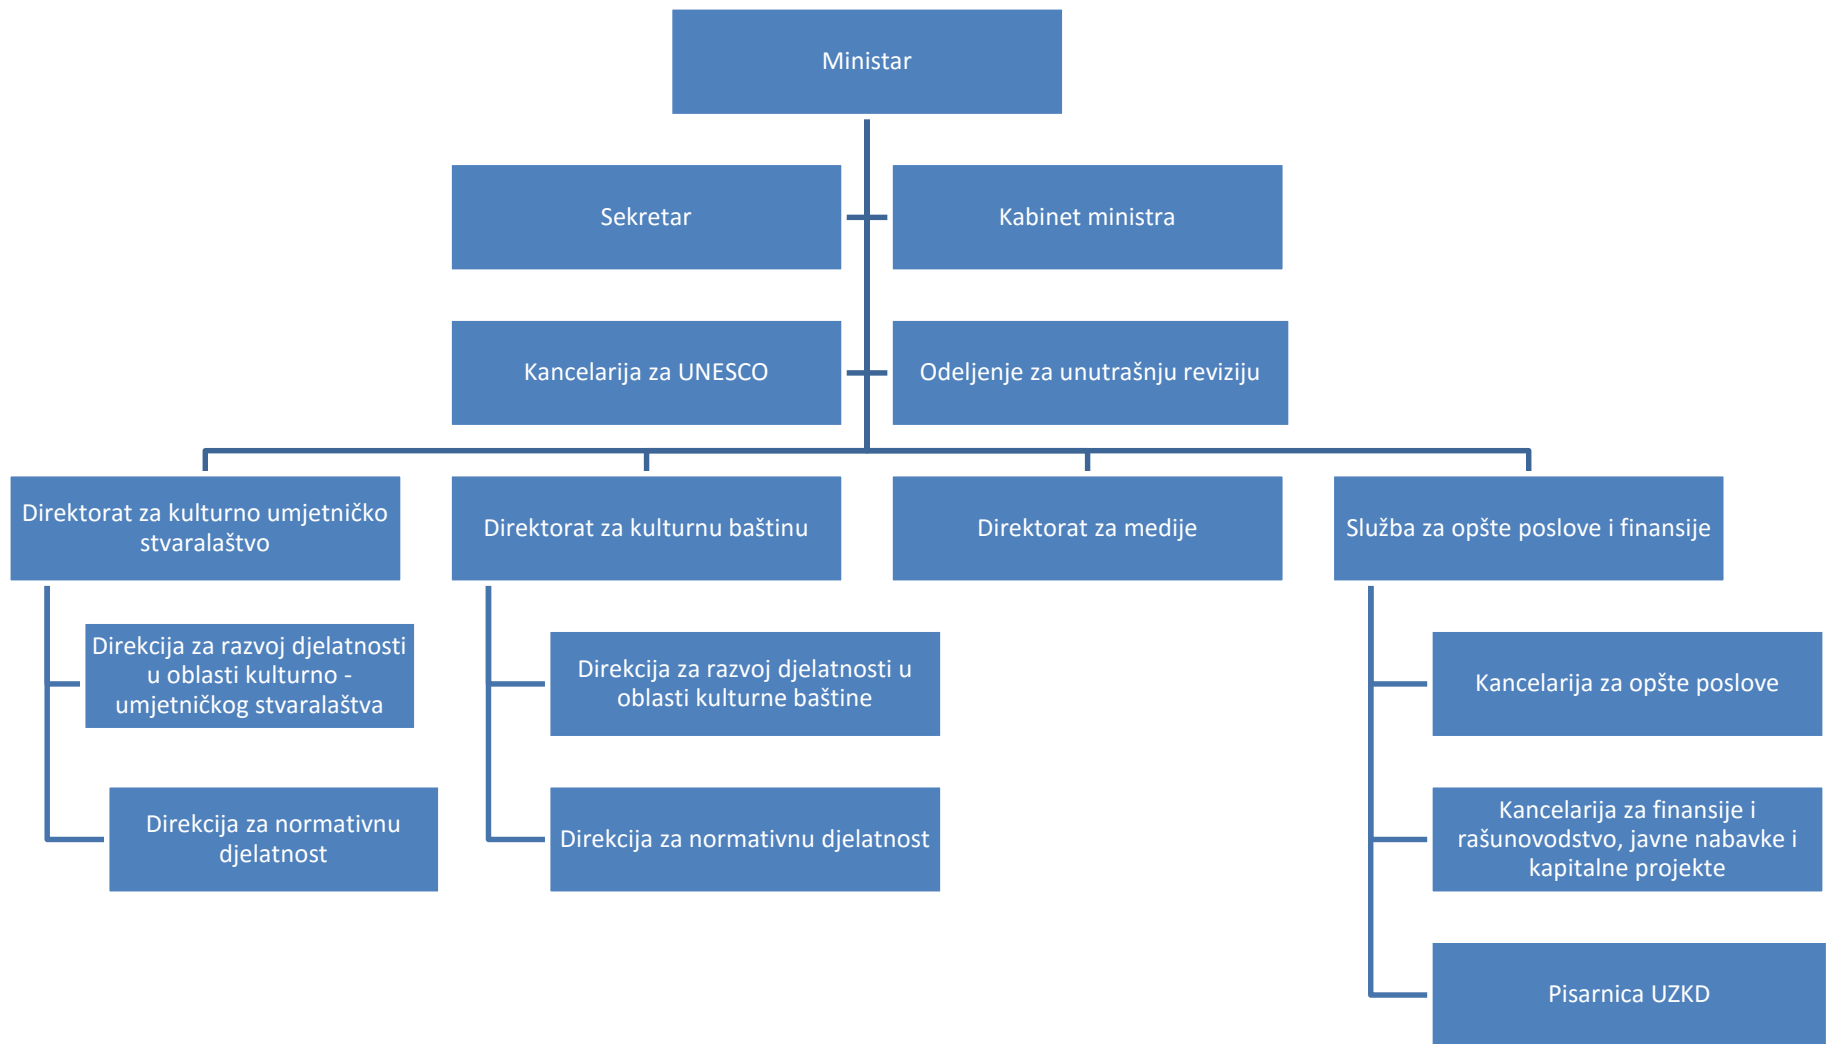 Ministar
Sekretar
Kabinet ministra
Kancelarija za UNESCO
Odeljenje za unutrašnju reviziju
Direktorat za kulturno umjetničko
stvaralaštvo
Direktorat za kulturnu baštinu
Direktorat za medije
Služba za opšte poslove i finansije
Direkcija za razvoj djelatnosti
u oblasti kulturno -
umjetničkog stvaralaštva
Direkcija za normativnu
djelatnost
Direkcija za razvoj djelatnosti u
oblasti kulturne baštine
Direkcija za normativnu djelatnost
Kancelarija za opšte poslove
Kancelarija za finansije i
rašunovodstvo, javne nabavke i
kapitalne projekte
Pisarnica UZKD